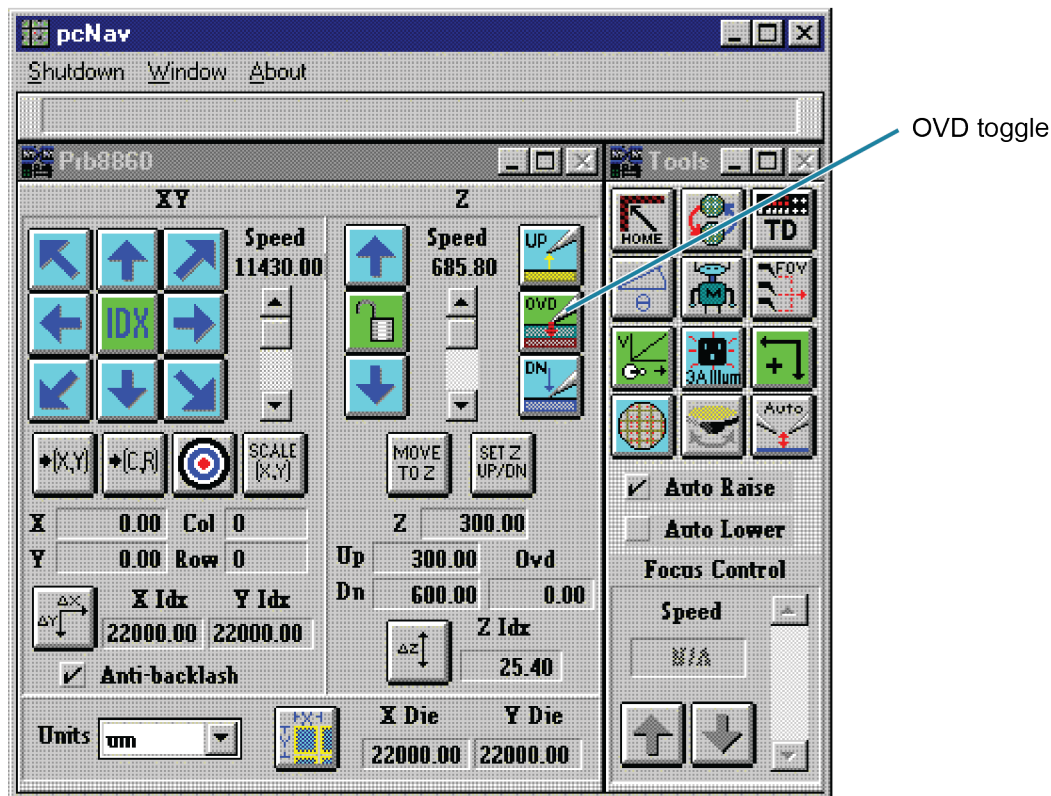 pcNav
Shutdown Window About
OVD toggle
Prb8860
Tools
XY
Z
Speed
11430.00
Speed
685.80
UP
HOME
TD
IDX
OVD
θ
M
FOV
DN
V
3A Illum
+
→(X,Y)
→(C,R)
SCALE
(X,Y)
MOVE
TO Z
SET Z
UP/DN
Auto
Auto Raise
Auto Lower
X 0.00 Col 0
Y 0.00 Row 0
Z 300.00
Up 300.00 Ovd
Dn 600.00 0.00
Focus Control
ΔX
ΔY
X Idx Y Idx
22000.00 22000.00
ΔZ
Z Idx
25.40
Speed
N/A
Anti-backlash
Units um
X
Y
X Die Y Die
22000.00 22000.00